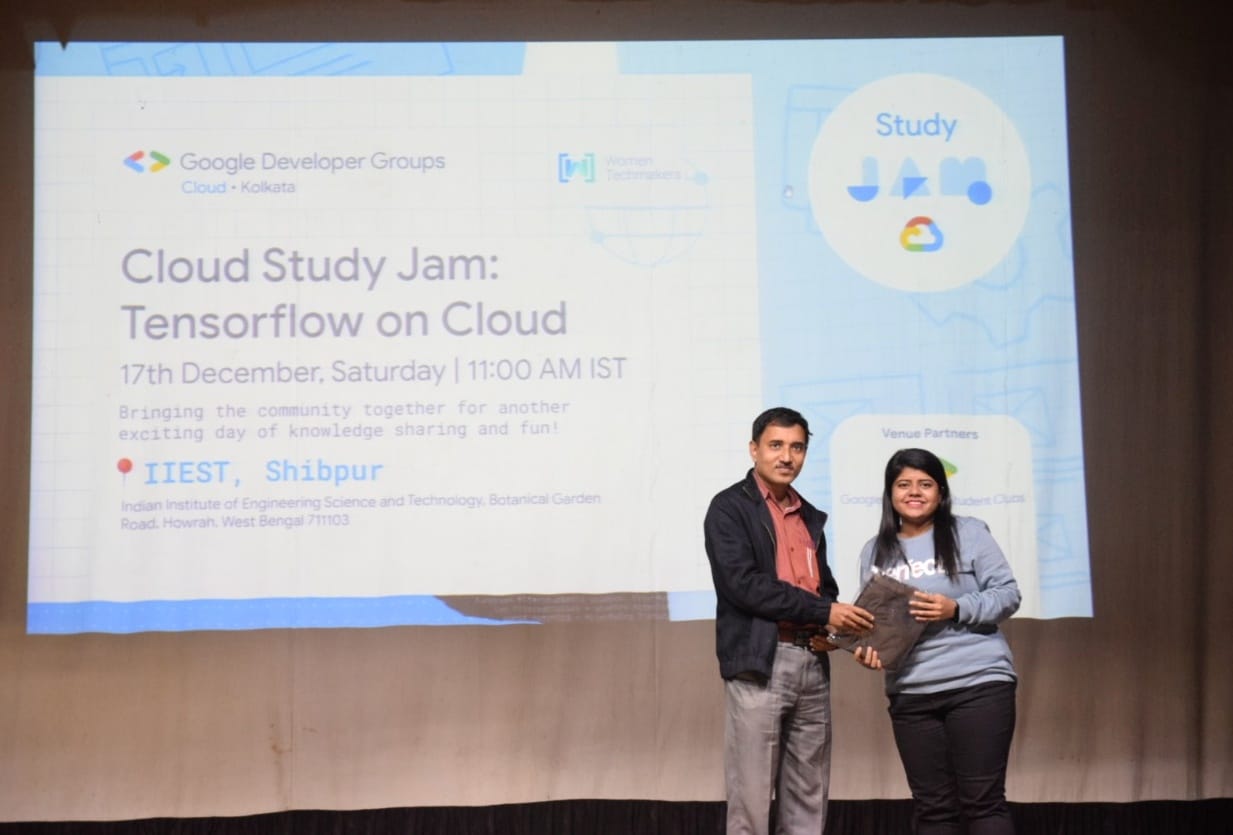 Google Developer Groups
Cloud • Kolkata
Women
Techmakers
Cloud Study Jam:
Tensorflow on Cloud
17th December, Saturday | 11:00 AM IST
Bringing the community together for another
exciting day of knowledge sharing and fun!
IIEST, Shibpur
Indian Institute of Engineering Science and Technology, Botanical Garden
Road, Howrah, West Bengal 711103
Study
JAM
Venue Partners
Google Student Clubs